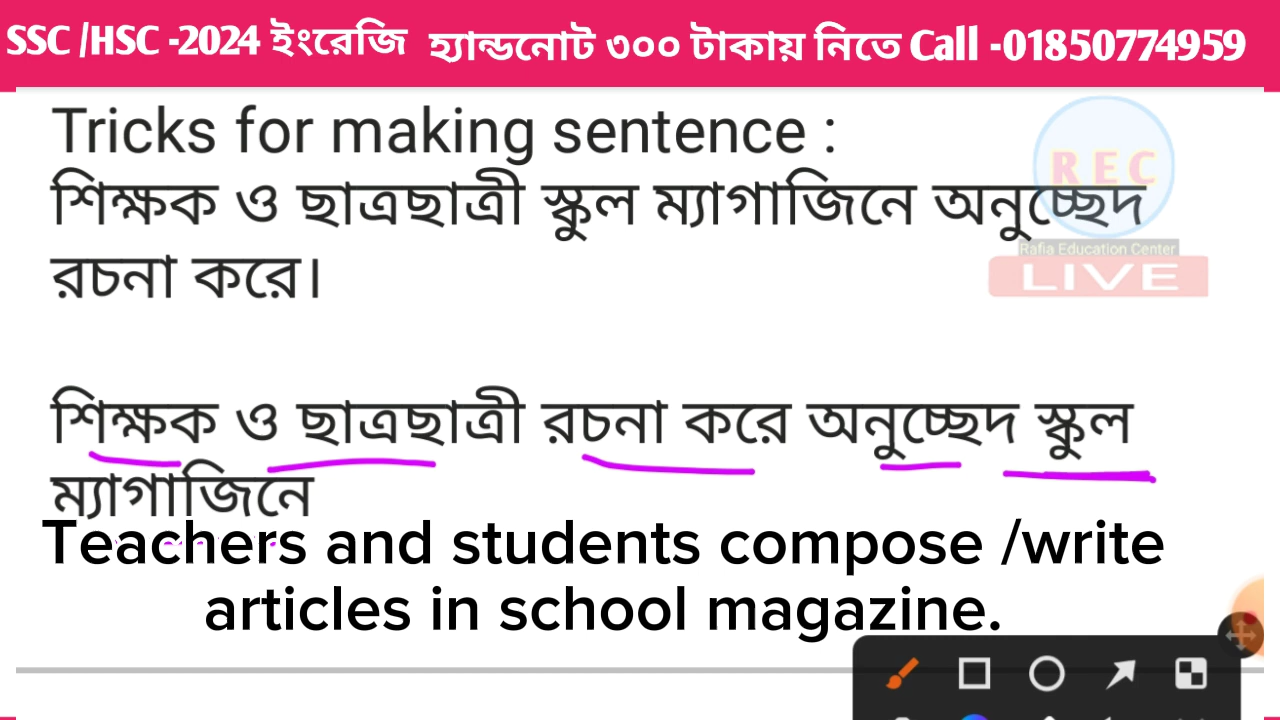 SSC /HSC -2024 ইংরেজি হ্যান্ডনোট ৩০০ টাকায় নিতে Call -01850774959
Tricks for making sentence :
শিক্ষক ও ছাত্রছাত্রী স্কুল ম্যাগাজিনে অনুচ্ছেদ
রচনা করে।
REC
Rafia Education Center
LIVE
শিক্ষক ও ছাত্রছাত্রী রচনা করে অনুচ্ছেদ স্কুল
ম্যাগাজিনে
Teachers and students compose /write
articles in school magazine.